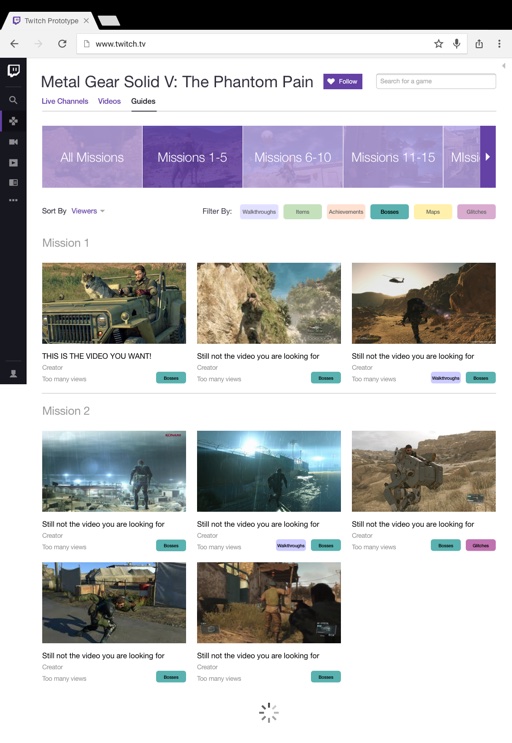 Twitch Prototype
www.twitch.tv
Metal Gear Solid V: The Phantom Pain
Follow
Search for a game
Live Channels Videos Guides
All Missions Missions 1-5 Missions 6-10 Missions 11-15 Missi
Sort By Viewers
Filter By: Walkthroughs Items Achievements Bosses Maps Glitches
Mission 1
THIS IS THE VIDEO YOU WANT! Still not the video you are looking for Still not the video you are looking for
Creator Creator Creator
Too many views Bosses Too many views Bosses Too many views Walkthroughs Bosses
Mission 2
KONAMI
Still not the video you are looking for Still not the video you are looking for Still not the video you are looking for
Creator Creator Creator
Too many views Bosses Too many views Walkthroughs Bosses Too many views Bosses Glitches
Still not the video you are looking for Still not the video you are looking for
Creator Creator
Too many views Bosses Too many views Bosses